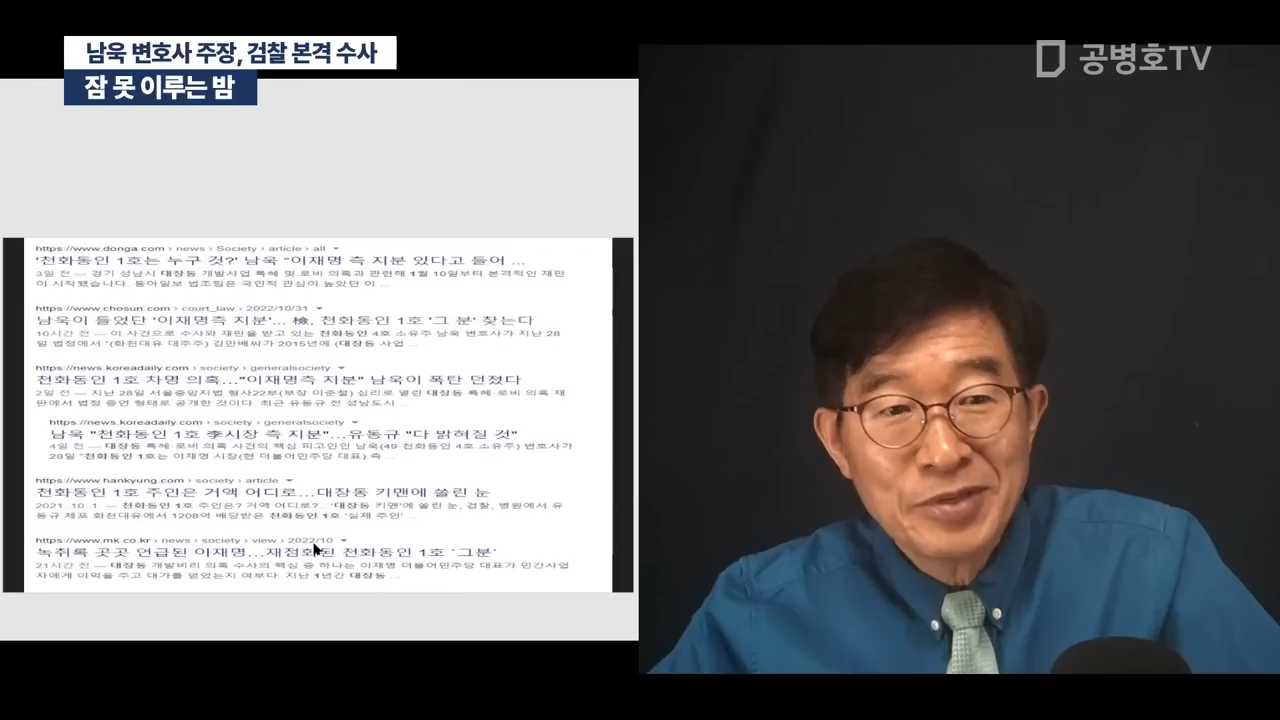 남욱 변호사 주장, 검찰 본격 수사
잠 못 이루는 밤
공병호TV
https://www.donga.com › news › Society › article › all
'천화동인 1호는 누구 것?' 남욱 "이재명 측 지분 있다고 들어 ...
3일 전 — 경기 성남시 대장동 개발사업 특혜 및 로비 의혹과 관련해 1월 10일부터 본격적인 재판
이 시작됐습니다. 동아일보 법조팀은 국민적 관심이 높았던 이 ...
https://www.chosun.com › court_law › 2022/10/31
남욱이 들었단 '이재명측 지분'... 檢, 천화동인 1호 '그 분' 찾는다
10시간 전 — 이 사건으로 수사와 재판을 받고 있는 천화동인 4호 소유주 남욱 변호사가 지난 28
일 법정에서 "(화천대유 대주주) 김만배씨가 2015년에 (대장동 사업 ...
https://news.koreadaily.com › society › generalsociety
천화동인 1호 차명 의혹..."이재명측 지분" 남욱이 폭탄 던졌다
2일 전 — 지난 28일 서울중앙지법 형사22부(부장 이준철) 심리로 열린 대장동 특혜·로비 의혹 재
판에서 법정 증언 형태로 공개한 것이다. 최근 유동규 전 성남도시 ...
https://news.koreadaily.com › society › generalsociety
남욱 "천화동인 1호 李시장 측 지분"...유동규 "다 밝혀질 것"
4일 전 — 대장동 특혜·로비 의혹 사건의 핵심 피고인인 남욱(49·천화동인 4호 소유주) 변호사가
28일 "천화동인 1호는 이재명 시장(현 더불어민주당 대표) 측 ...
https://www.hankyung.com › society › article
천화동인 1호 주인은 거액 어디로...대장동 키맨에 쏠린 눈
2021. 10. 1. — 천화동인 1호 주인은? 거액 어디로?...'대장동 키맨'에 쏠린 눈, 검찰, 병원에서 유
동규 체포 화천대유에서 1208억 배당받은 천화동인 1호 '실제 주인' ...
https://www.mk.co.kr › news › society › view › 2022/10
녹취록 곳곳 언급된 이재명...재점화된 천화동인 1호 `그분`
21시간 전 — 대장동 개발비리 의혹 수사의 핵심 중 하나는 이재명 더불어민주당 대표가 민간사업
자에게 이익을 주고 대가를 얻었는지 여부다. 지난 1년간 대장동 ...